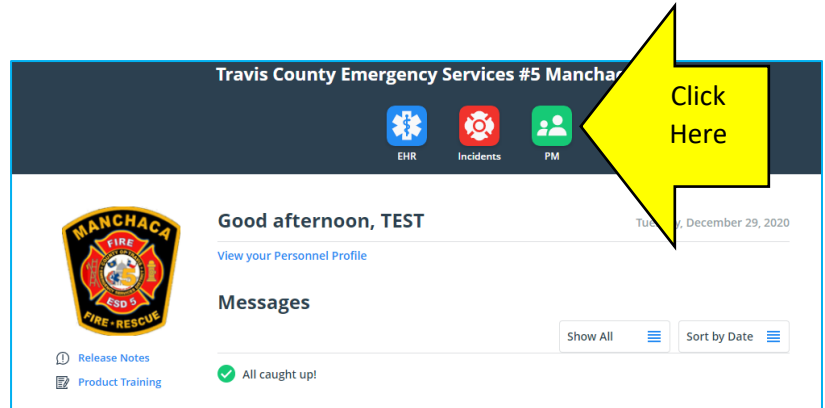 Travis County Emergency Services #5 Manchac
Click
Here
EHR Incidents PM
Good afternoon, TEST
December 29, 2020
View your Personnel Profile
Messages
Show All Sort by Date
All caught up!
MANCHACA
FIRE
ESD 5
FIRE • RESCUE
Release Notes
Product Training